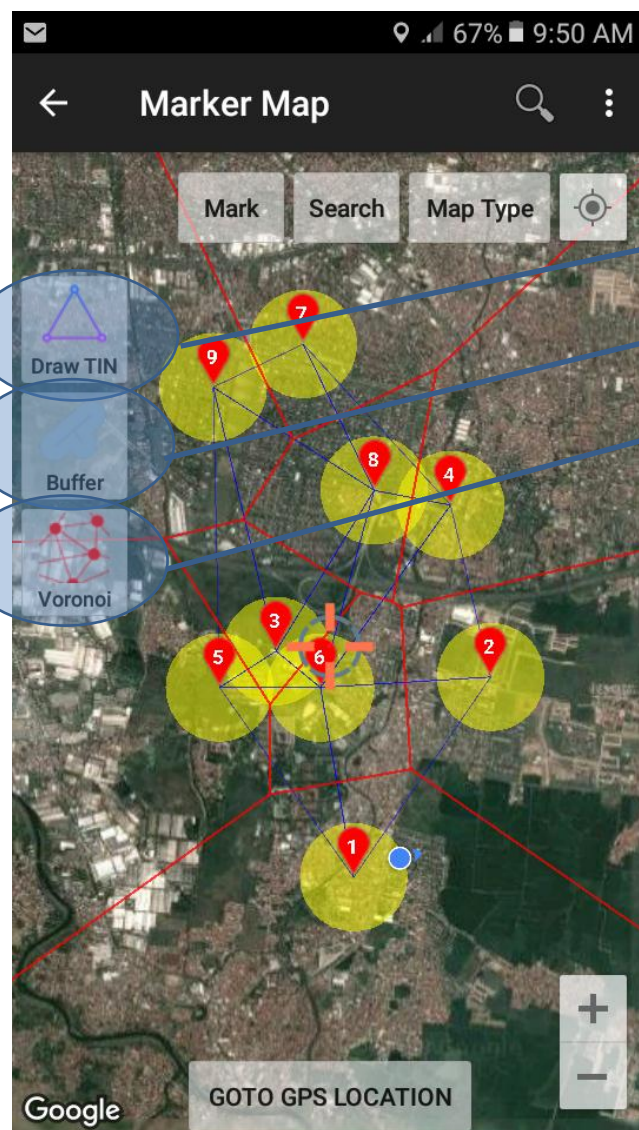 67% 9:50 AM
Marker Map
Mark Search Map Type
Draw TIN
7
9
Buffer
8
4
Voronoi
3
5
6
2
1
+
−
GOTO GPS LOCATION
Google